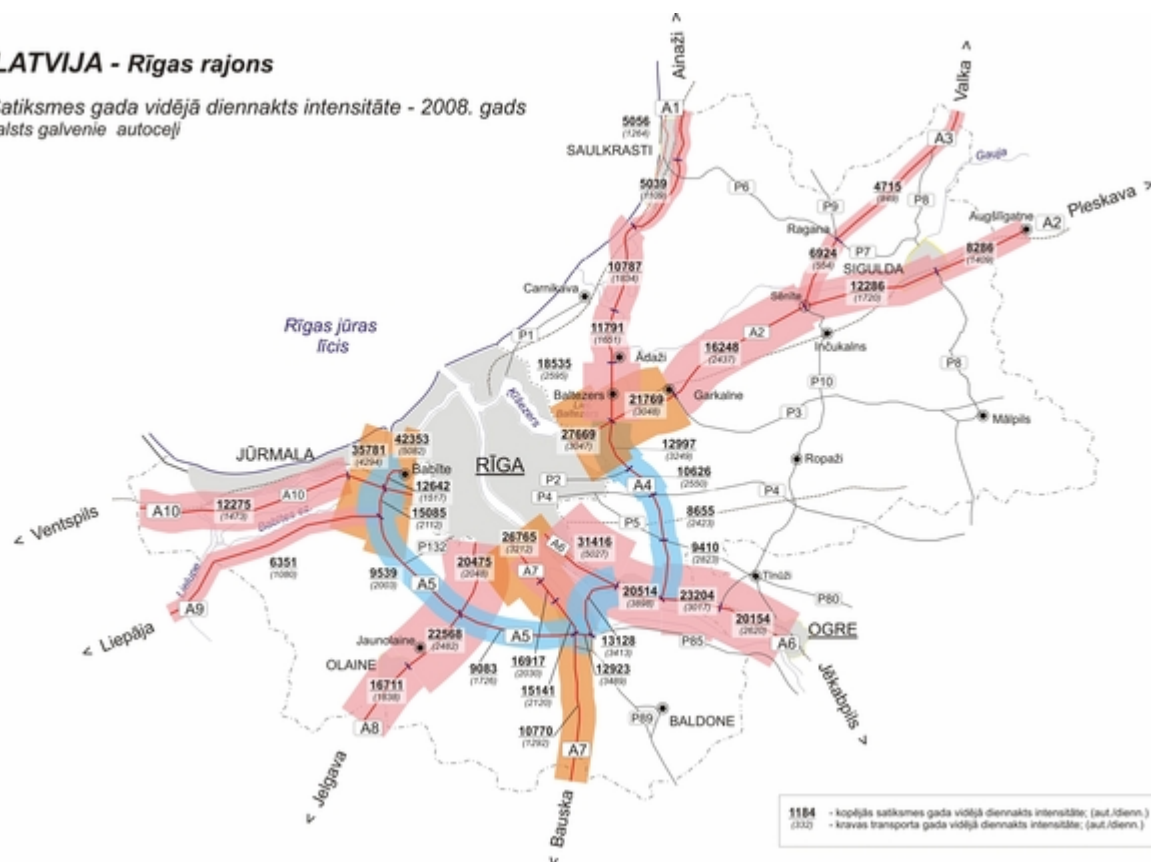 LATVIJA - Rīgas rajons
Satiksmes gada vidējā diennakts intensitāte - 2008. gads
alsts galvenie autoceļi
Ainaži >
Valka >
Pleskava >
A1
5056
(1264)
SAULKRASTI
5039
(1109)
P6
P9
4715
A3
Gauja
P8
Augšlīgatne
A2
Ragana
6924
(954)
P7
SIGULDA
8286
(1409)
12286
(1720)
Sēnīte
10787
(1834)
Carnikava
Rīgas jūras
līcis
P1
11791
(1651)
Ādaži
A2
16248
(2437)
Inčukalns
P8
18535
(2595)
Baltezers
21769
(3048)
Garkalne
P10
P3
Mālpils
Ķīšezers
27669
(3047)
12997
(3249)
10626
(2550)
Ropaži
JŪRMALA
35781
(4294)
42353
(5082)
Babīte
RĪGA
P2
P4
A4
P4
12642
(1517)
15085
(2112)
8655
(2423)
A10
A10
12275
(1473)
< Ventspils
P5
9410
(2823)
P132
26765
(3212)
A6
31416
(5027)
20475
(2048)
6351
(1080)
9539
(2003)
A5
A7
Tīnūži
20514
(3698)
23204
(3017)
P80
Lielupe
A9
< Liepāja
20154
(2620)
OGRE
A6
Jaunolaine
22568
(2482)
A5
13128
(3413)
P85
OLAINE
9083
(1726)
16917
(2030)
12923
(3489)
Jēkabpils >
16711
(1838)
15141
(2120)
A8
10770
(1292)
P89
BALDONE
A7
< Jelgava
< Bauska
1184 - kopējās satiksmes gada vidējā diennakts intensitāte; (aut./dienn.)
(332) - kravas transporta gada vidējā diennakts intensitāte; (aut./dienn.)